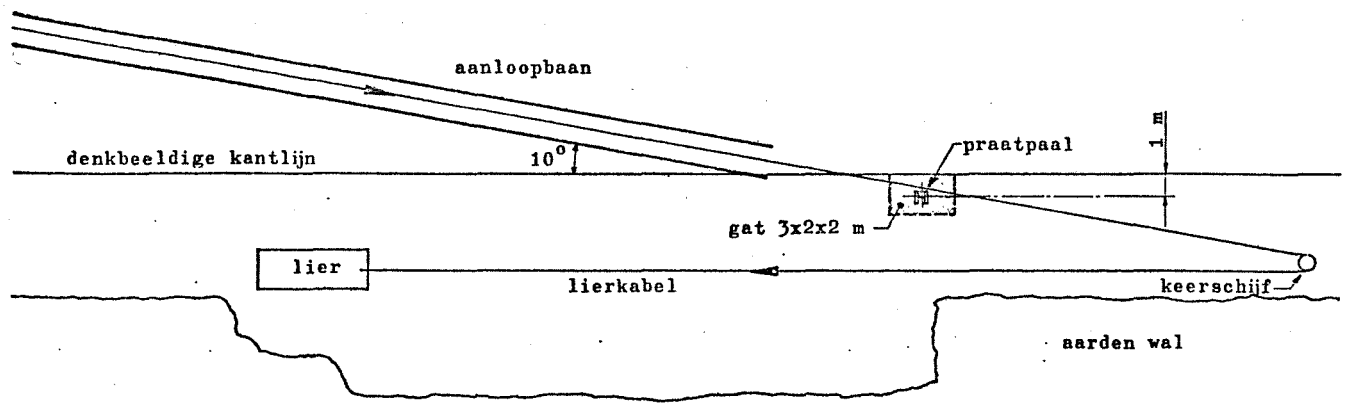 aanloopbaan
denkbeeldige kantlijn
10°
praatpaal
1 m
gat 3x2x2 m
lier
lierkabel
keerschijf
aarden wal